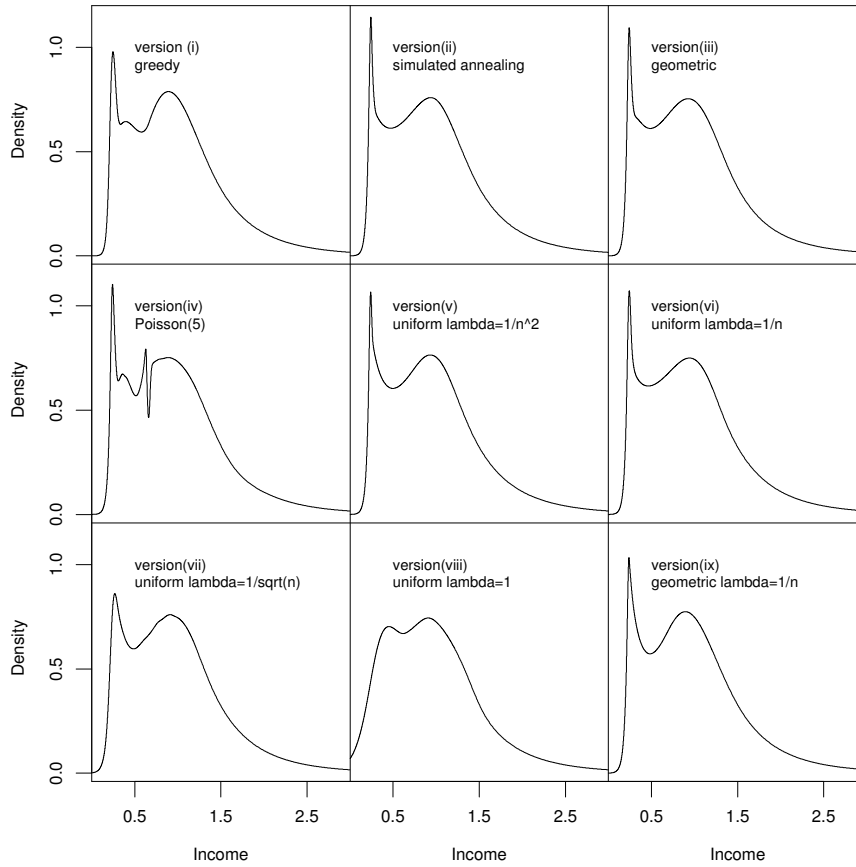 version (i)
greedy
version(ii)
simulated annealing
version(iii)
geometric
Density
0.0
0.5
1.0
version(iv)
Poisson(5)
version(v)
uniform lambda=1/n^2
version(vi)
uniform lambda=1/n
Density
0.0
0.5
1.0
version(vii)
uniform lambda=1/sqrt(n)
version(viii)
uniform lambda=1
version(ix)
geometric lambda=1/n
Density
0.0
0.5
1.0
0.5 1.5 2.5
0.5 1.5 2.5
0.5 1.5 2.5
Income
Income
Income